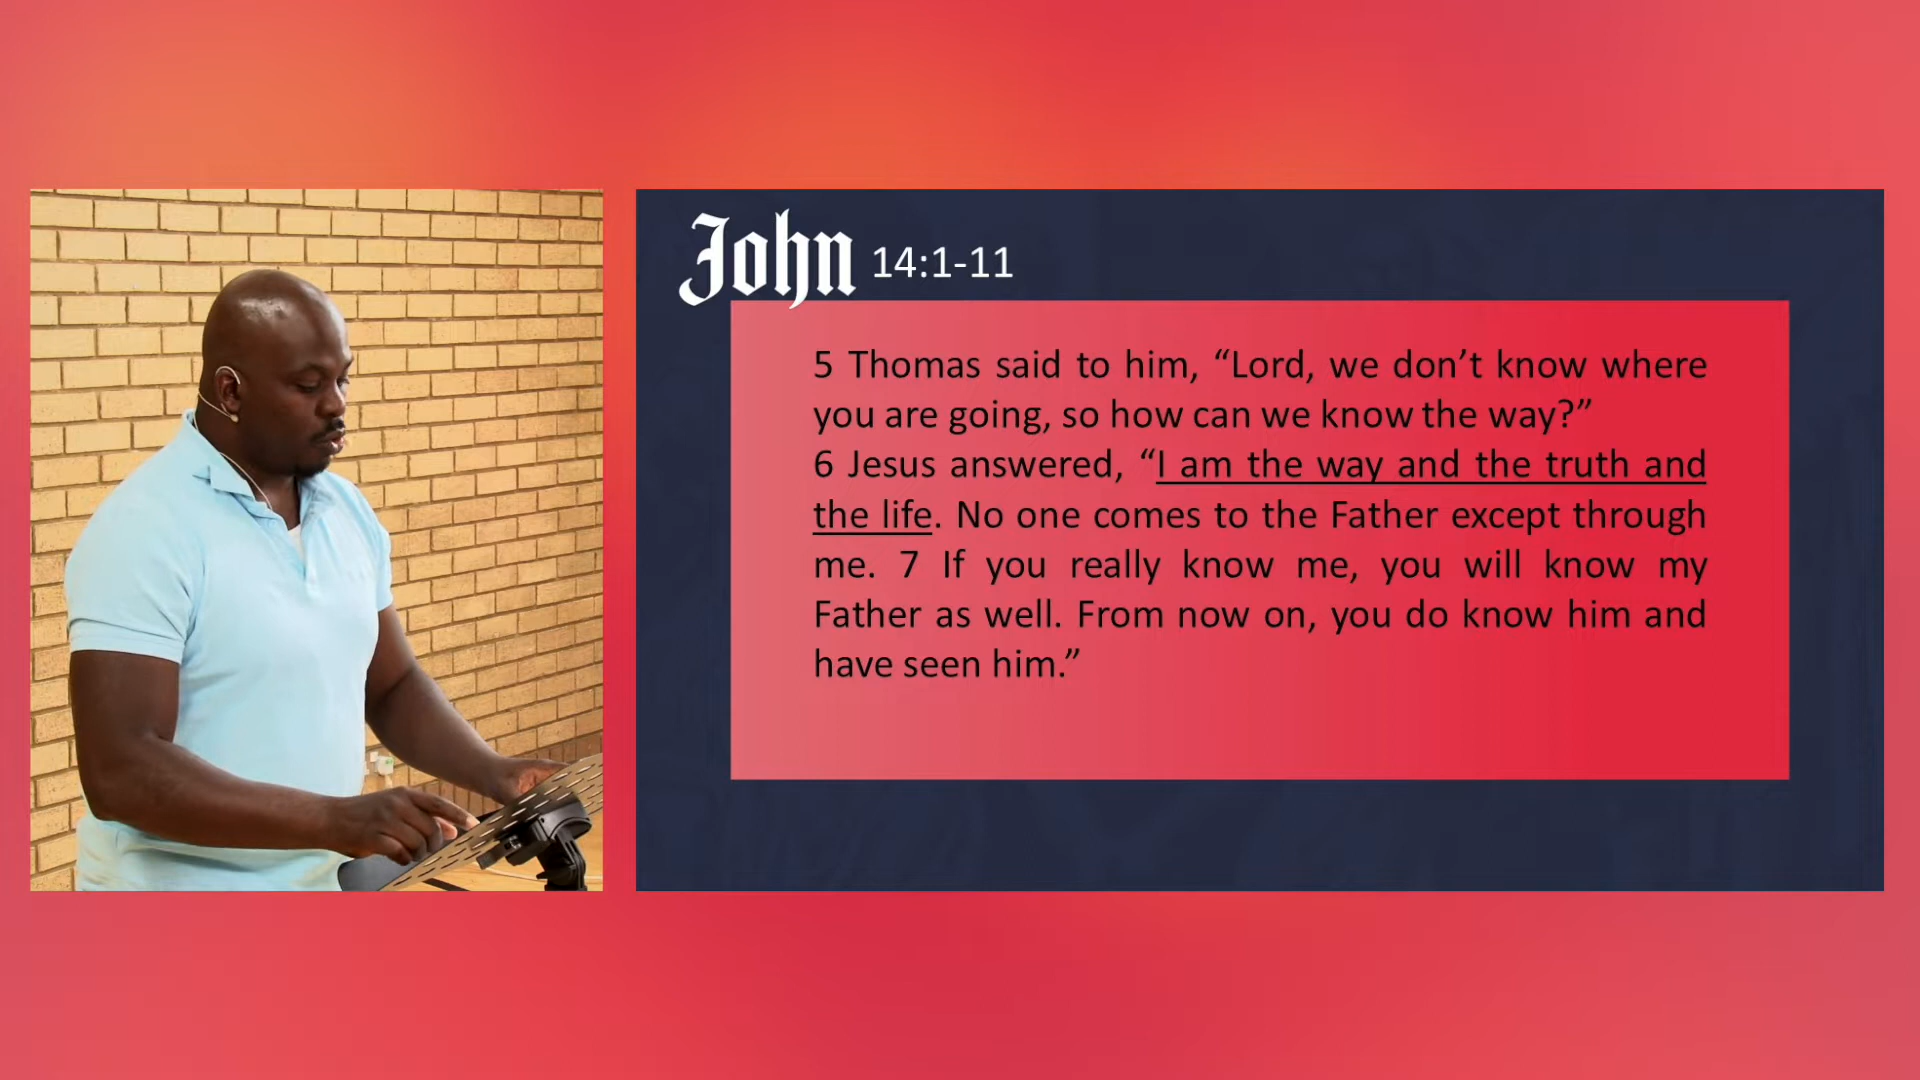 John 14:1-11
5 Thomas said to him, “Lord, we don’t know where
you are going, so how can we know the way?”
6 Jesus answered, “I am the way and the truth and
the life. No one comes to the Father except through
me. 7 If you really know me, you will know my
Father as well. From now on, you do know him and
have seen him.”